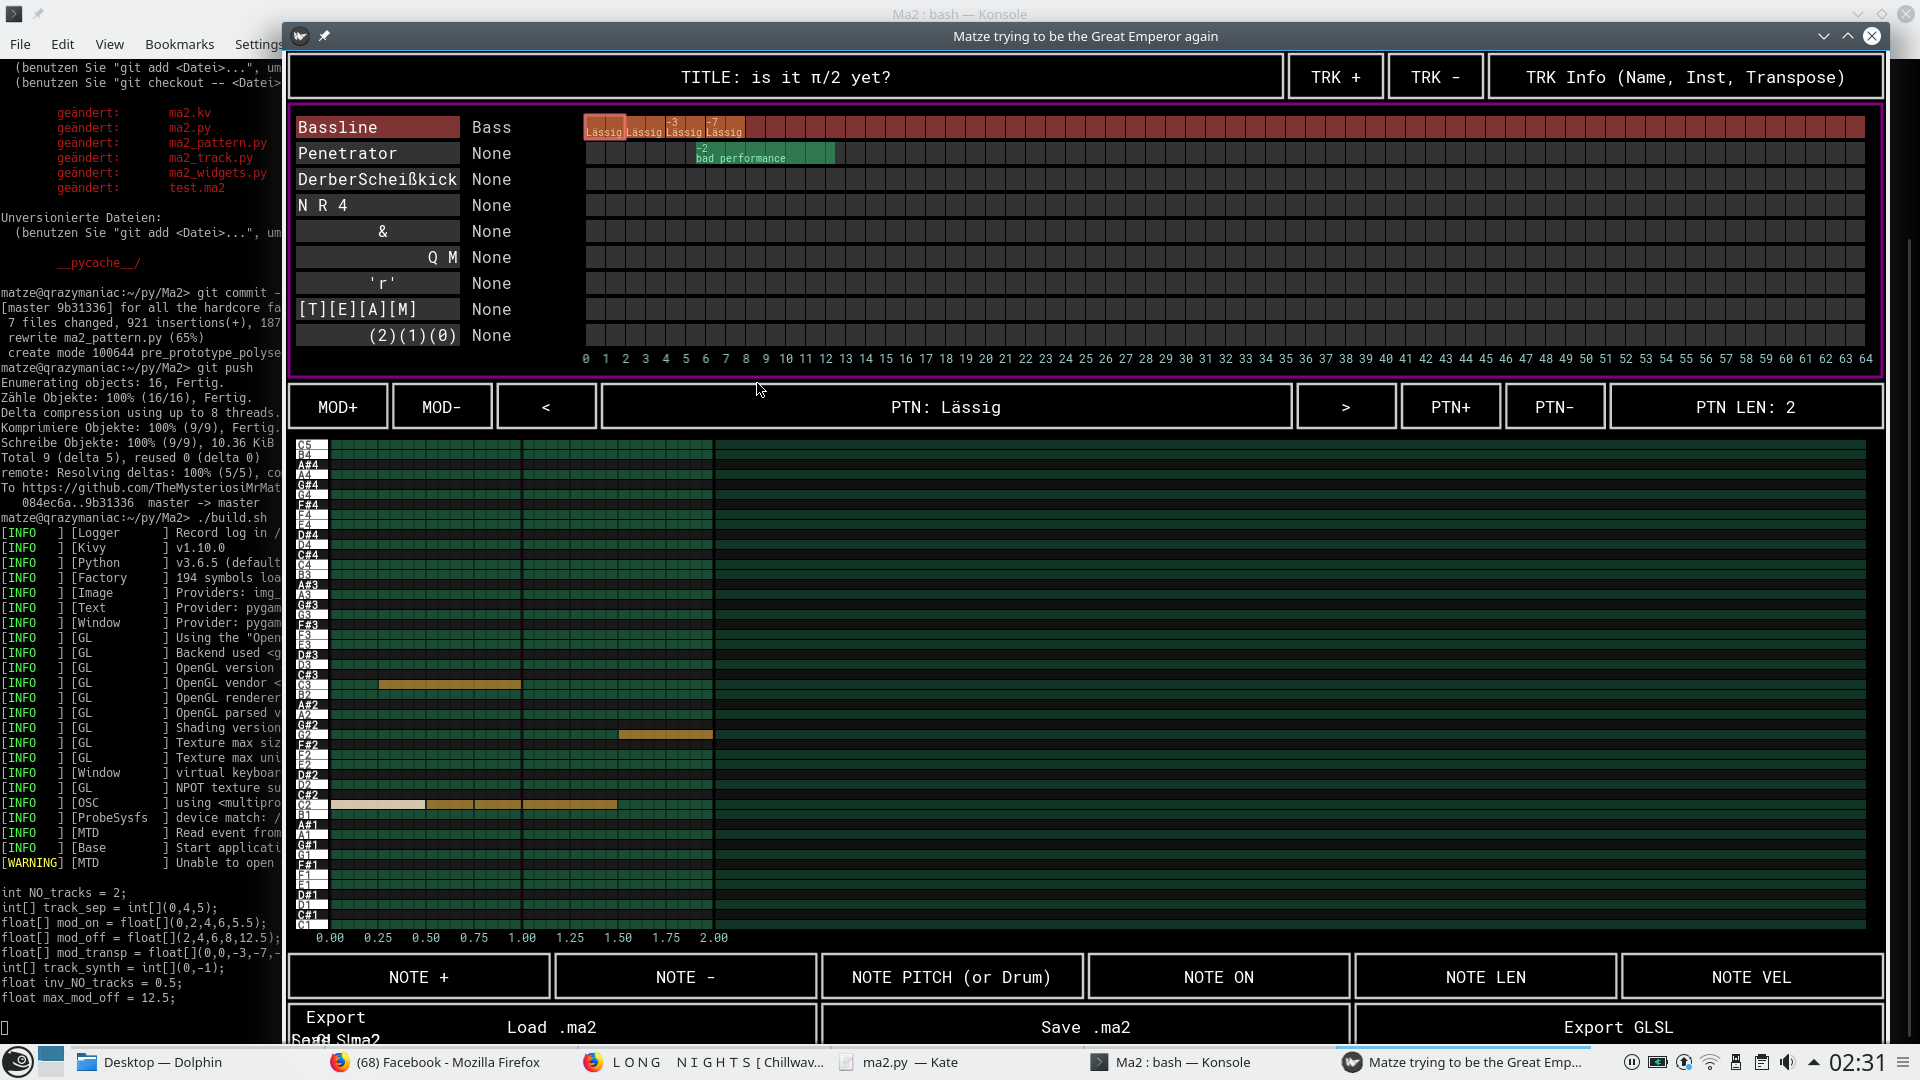 Ma2 : bash — Konsole
File Edit View Bookmarks Settings
Matze trying to be the Great Emperor again
(benutzen Sie "git add <Datei>...", um
(benutzen Sie "git checkout -- <Datei>
geändert: ma2.kv
geändert: ma2.py
geändert: ma2_pattern.py
geändert: ma2_track.py
geändert: ma2_widgets.py
geändert: test.ma2
Unversionierte Dateien:
(benutzen Sie "git add <Datei>...", um
__pycache__/
matze@qrazymaniac:~/py/Ma2> git commit -
[master 9b31336] for all the hardcore fa
7 files changed, 921 insertions(+), 187
rewrite ma2_pattern.py (65%)
create mode 100644 pre_prototype_polyse
matze@qrazymaniac:~/py/Ma2> git push
Enumerating objects: 16, Fertig.
Zähle Objekte: 100% (16/16), Fertig.
Delta compression using up to 8 threads.
Komprimiere Objekte: 100% (9/9), Fertig.
Schreibe Objekte: 100% (9/9), 10.36 KiB
Total 9 (delta 5), reused 0 (delta 0)
remote: Resolving deltas: 100% (5/5), co
To https://github.com/TheMysteriosiMrMat
084ec6a..9b31336 master -> master
matze@qrazymaniac:~/py/Ma2> ./build.sh
[INFO ] [Logger ] Record log in /
[INFO ] [Kivy ] v1.10.0
[INFO ] [Python ] v3.6.5 (default
[INFO ] [Factory ] 194 symbols loa
[INFO ] [Image ] Providers: img_
[INFO ] [Text ] Provider: pygam
[INFO ] [Window ] Provider: pygam
[INFO ] [GL ] Using the "Open
[INFO ] [GL ] Backend used <g
[INFO ] [GL ] OpenGL version
[INFO ] [GL ] OpenGL vendor <
[INFO ] [GL ] OpenGL renderer
[INFO ] [GL ] OpenGL parsed v
[INFO ] [GL ] Shading version
[INFO ] [GL ] Texture max siz
[INFO ] [GL ] Texture max uni
[INFO ] [Window ] virtual keyboar
[INFO ] [GL ] NPOT texture su
[INFO ] [OSC ] using <multipro
[INFO ] [ProbeSysfs ] device match: /
[INFO ] [MTD ] Read event from
[INFO ] [Base ] Start applicati
[WARNING] [MTD ] Unable to open
int NO_tracks = 2;
int[] track_sep = int[](0,4,5);
float[] mod_on = float[](0,2,4,6,5.5);
float[] mod_off = float[](2,4,6,8,12.5);
float[] mod_transp = float[](0,0,-3,-7,-
int[] track_synth = int[](0,-1);
float inv_NO_tracks = 0.5;
float max_mod_off = 12.5;
TITLE: is it π/2 yet? TRK + TRK - TRK Info (Name, Inst, Transpose)
Bassline Bass
-3 -7
Lässig Lässig Lässig Lässig
Penetrator None
-2
bad performance
DerberScheißkick None
N R 4 None
& None
Q M None
'r' None
[T][E][A][M] None
(2)(1)(0) None
0 1 2 3 4 5 6 7 8 9 10 11 12 13 14 15 16 17 18 19 20 21 22 23 24 25 26 27 28 29 30 31 32 33 34 35 36 37 38 39 40 41 42 43 44 45 46 47 48 49 50 51 52 53 54 55 56 57 58 59 60 61 62 63 64
MOD+ MOD- < PTN: Lässig > PTN+ PTN- PTN LEN: 2
C5
B4
A#4
A4
G#4
G4
F#4
F4
E4
D#4
D4
C#4
C4
B3
A#3
A3
G#3
G3
F#3
F3
E3
D#3
D3
C#3
C3
B2
A#2
A2
G#2
G2
F#2
F2
E2
D#2
D2
C#2
C2
B1
A#1
A1
G#1
G1
F#1
F1
E1
D#1
D1
C#1
C1
0.00 0.25 0.50 0.75 1.00 1.25 1.50 1.75 2.00
NOTE + NOTE - NOTE PITCH (or Drum) NOTE ON NOTE LEN NOTE VEL
Export
Load .ma2 Save .ma2 Export GLSL
Desktop — Dolphin (68) Facebook - Mozilla Firefox L O N G N I G H T S [ Chillwav... ma2.py — Kate Ma2 : bash — Konsole Matze trying to be the Great Emp... 02:31